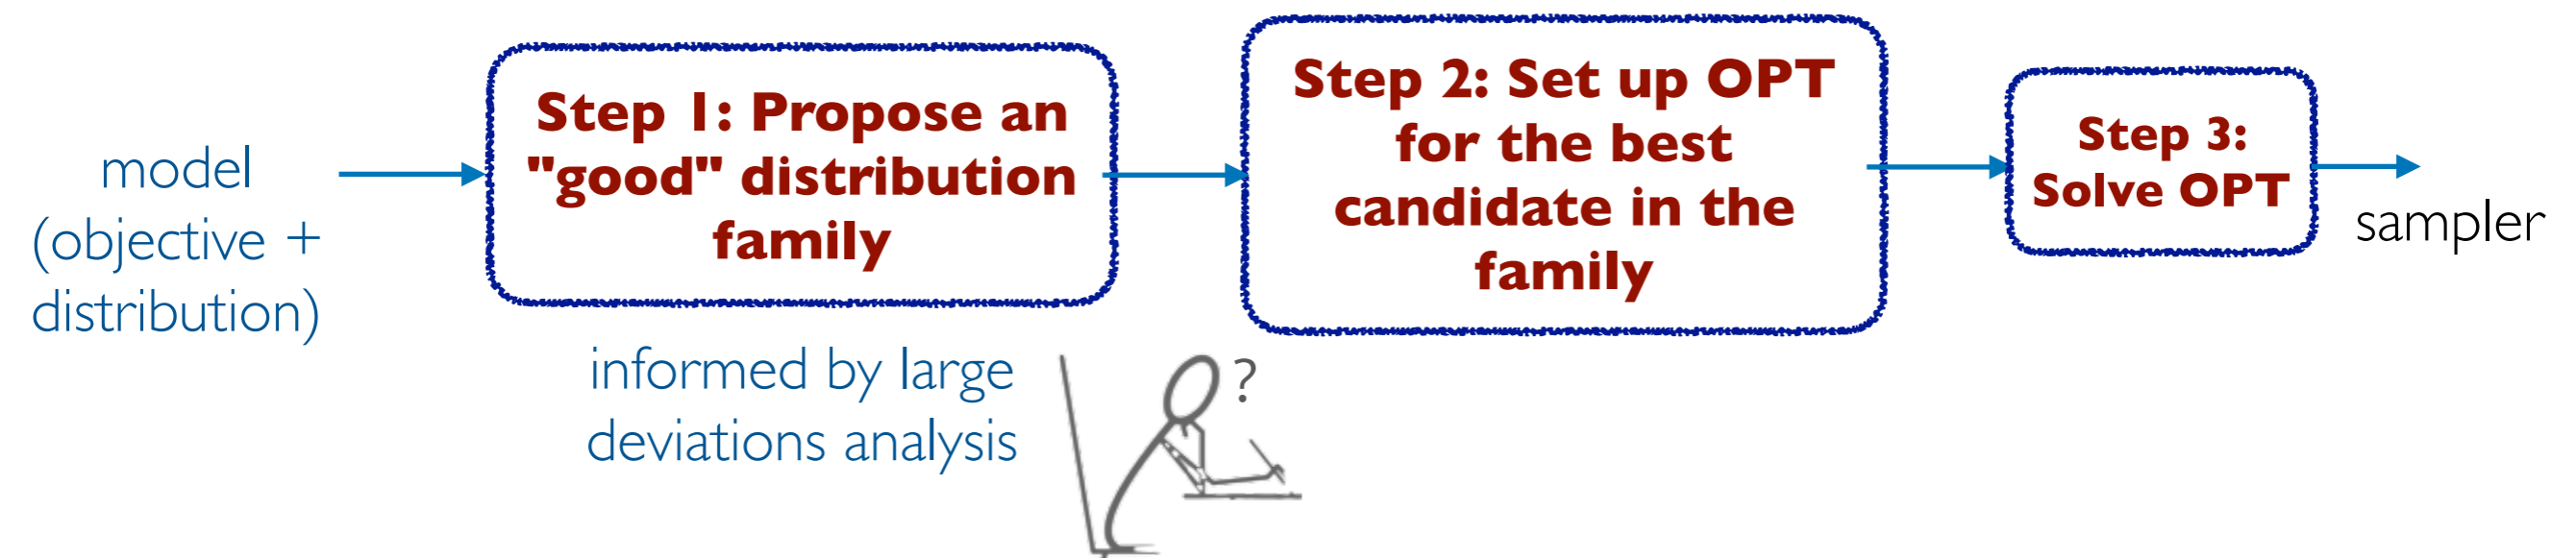 model
(objective +
distribution)
Step 1: Propose an
"good" distribution
family
informed by large
deviations analysis
?
Step 2: Set up OPT
for the best
candidate in the
family
Step 3:
Solve OPT
sampler